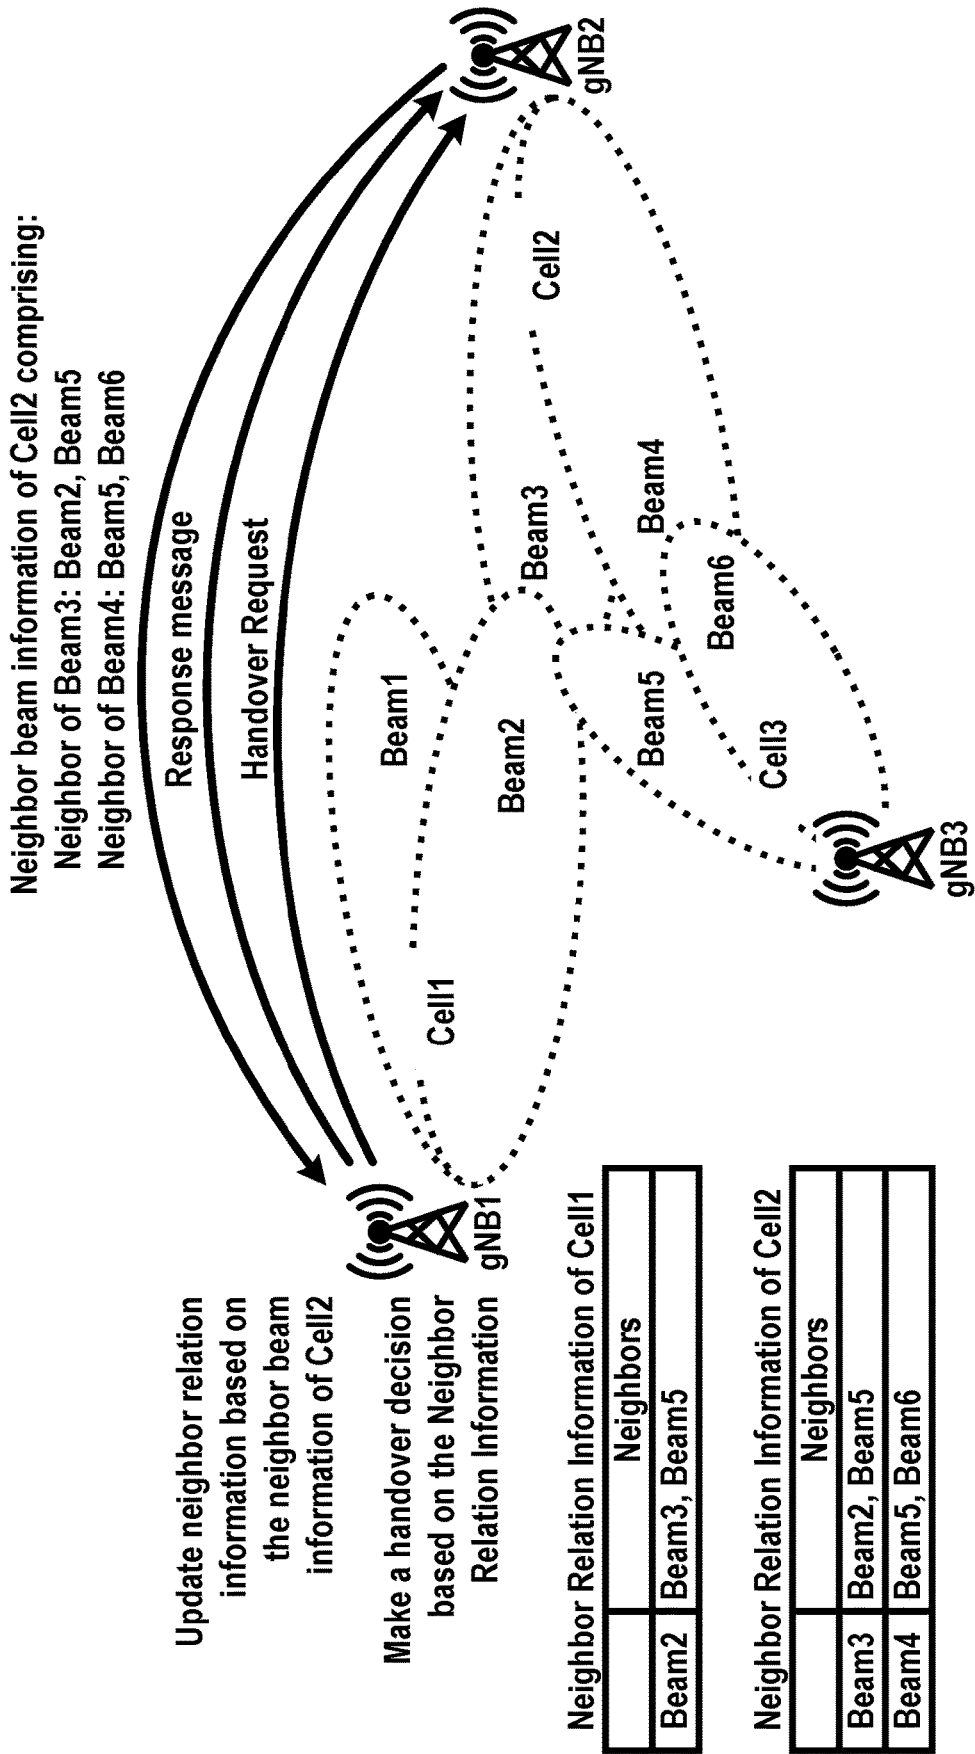 Neighbor beam information of Cell2 comprising:
Neighbor of Beam3: Beam2, Beam5
Neighbor of Beam4: Beam5, Beam6
Response message
Handover Request
Update neighbor relation
information based on
the neighbor beam
information of Cell2
Make a handover decision
based on the Neighbor
Relation Information
gNB1
gNB2
Cell1
Beam1
Beam2
Beam3
Cell2
Beam4
Beam5
Beam6
Cell3
gNB3
Neighbor Relation Information of Cell1
Neighbors
Beam2 Beam3, Beam5
Neighbor Relation Information of Cell2
Neighbors
Beam3 Beam2, Beam5
Beam4 Beam5, Beam6